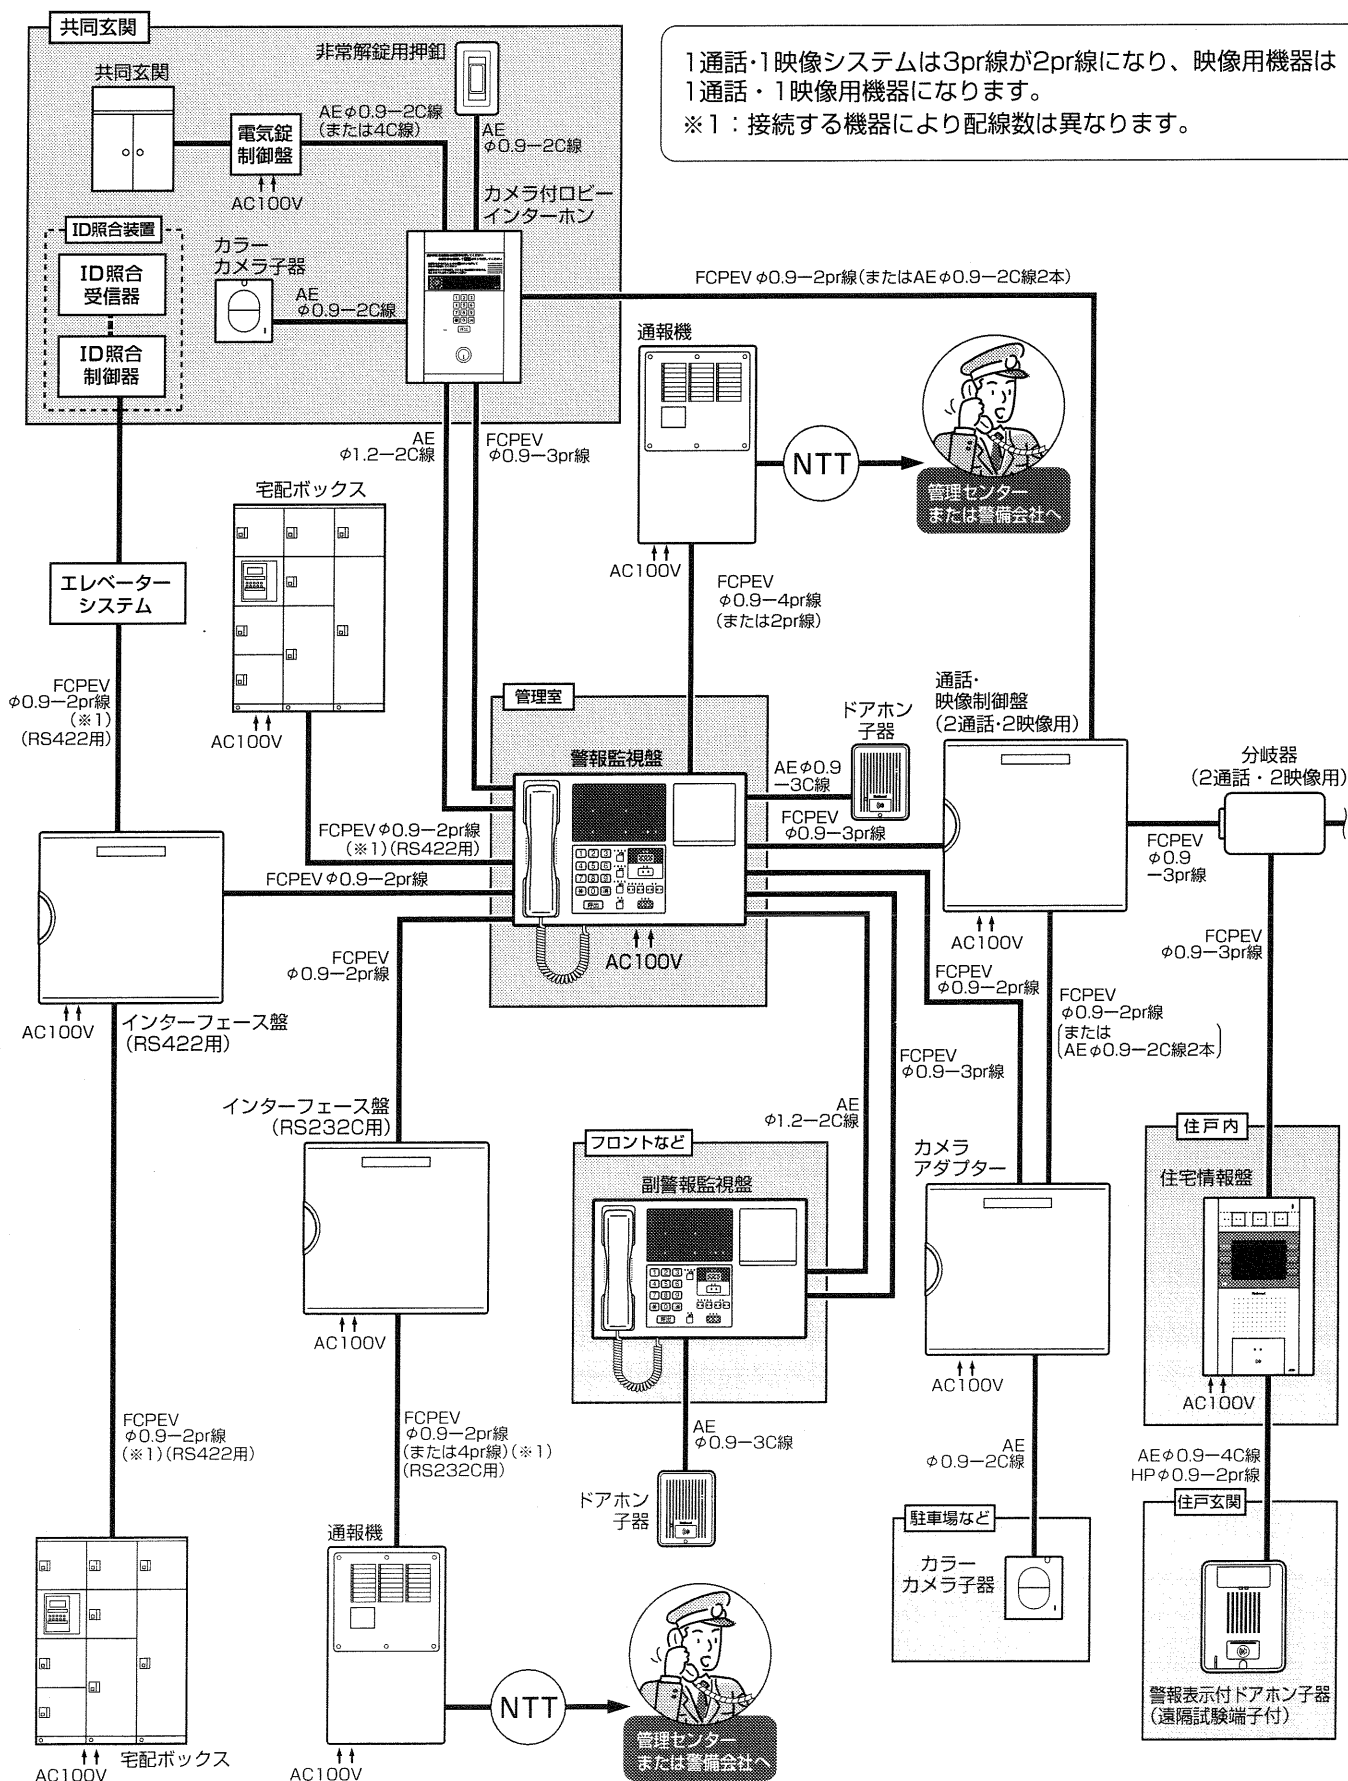 共同玄関
共同玄関
非常解錠用押釦
1通話・1映像システムは3pr線が2pr線になり、映像用機器は
1通話・1映像用機器になります。
※1：接続する機器により配線数は異なります。
AEφ0.9−2C線
(または4C線)
電気錠
制御盤
AC100V
AE
φ0.9−2C線
カメラ付ロビー
インターホン
ID照合装置
ID照合
受信器
ID照合
制御器
カラー
カメラ子器
AE
φ0.9−2C線
FCPEVφ0.9−2pr線(またはAEφ0.9−2C線2本)
通報機
NTT
管理センター
または警備会社へ
AC100V
AE
φ1.2−2C線
FCPEV
φ0.9−3pr線
宅配ボックス
AC100V
エレベーター
システム
FCPEV
φ0.9−2pr線
(※1)
(RS422用)
FCPEV
φ0.9−4pr線
(または2pr線)
管理室
警報監視盤
AC100V
ドアホン
子器
AEφ0.9
−3C線
通話・
映像制御盤
(2通話・2映像用)
FCPEV
φ0.9−3pr線
AC100V
分岐器
(2通話・2映像用)
FCPEV
φ0.9
−3pr線
FCPEVφ0.9−2pr線
(※1)(RS422用)
FCPEVφ0.9−2pr線
FCPEV
φ0.9−2pr線
AC100V
インターフェース盤
(RS422用)
FCPEV
φ0.9−2pr線
FCPEV
φ0.9−2pr線
(または
AEφ0.9−2C線2本)
FCPEV
φ0.9−3pr線
FCPEV
φ0.9−3pr線
AE
φ1.2−2C線
インターフェース盤
(RS232C用)
AC100V
フロントなど
副警報監視盤
カメラ
アダプター
AC100V
住戸内
住宅情報盤
AC100V
FCPEV
φ0.9−2pr線
(※1)(RS422用)
FCPEV
φ0.9−2pr線
(または4pr線)(※1)
(RS232C用)
AE
φ0.9−3C線
ドアホン
子器
AE
φ0.9−2C線
AEφ0.9−4C線
HPφ0.9−2pr線
駐車場など
カラー
カメラ子器
住戸玄関
警報表示付ドアホン子器
(遠隔試験端子付)
通報機
AC100V
NTT
管理センター
または警備会社へ
宅配ボックス
AC100V